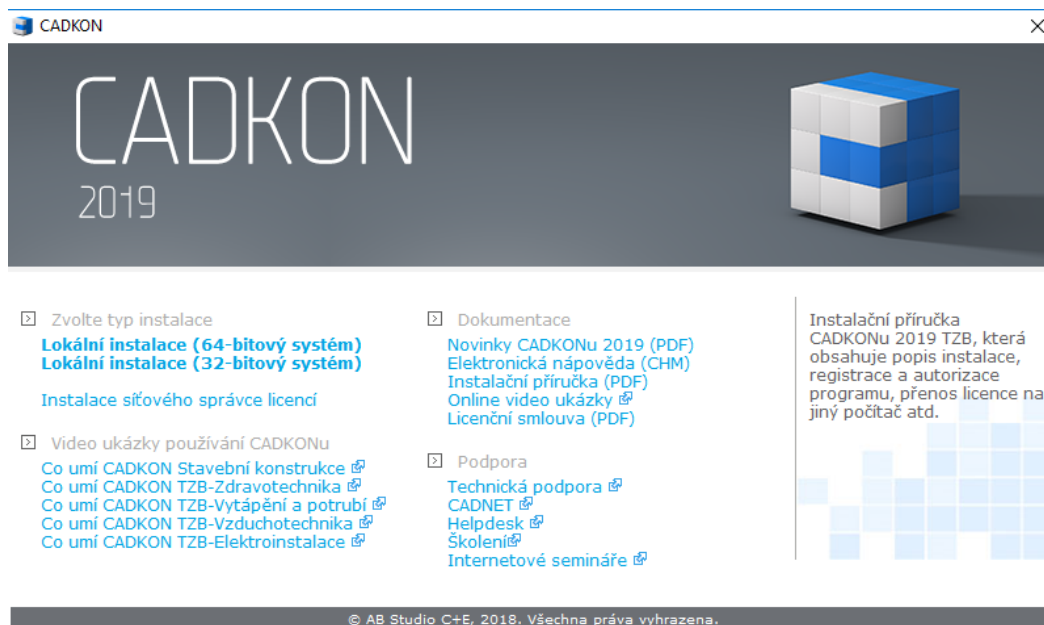 CADKON
CADKON
2019
Zvolte typ instalace
Lokální instalace (64-bitový systém)
Lokální instalace (32-bitový systém)
Instalace síťového správce licencí
Video ukázky používání CADKONu
Co umí CADKON Stavební konstrukce
Co umí CADKON TZB-Zdravotechnika
Co umí CADKON TZB-Vytápění a potrubí
Co umí CADKON TZB-Vzduchotechnika
Co umí CADKON TZB-Elektroinstalace
Dokumentace
Novinky CADKONu 2019 (PDF)
Elektronická nápověda (CHM)
Instalační příručka (PDF)
Online video ukázky
Licenční smlouva (PDF)
Podpora
Technická podpora
CADNET
Helpdesk
Školení
Internetové semináře
Instalační příručka
CADKONu 2019 TZB, která
obsahuje popis instalace,
registrace a autorizace
programu, přenos licence na
jiný počítač atd.
© AB Studio C+E, 2018. Všechna práva vyhrazena.